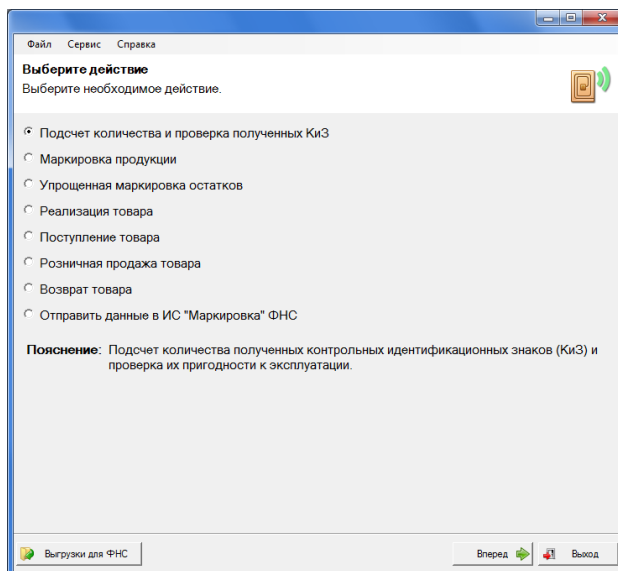 Файл Сервис Справка
Выберите действие
Выберите необходимое действие.
Подсчет количества и проверка полученных КиЗ
Маркировка продукции
Упрощенная маркировка остатков
Реализация товара
Поступление товара
Розничная продажа товара
Возврат товара
Отправить данные в ИС "Маркировка" ФНС
Пояснение: Подсчет количества полученных контрольных идентификационных знаков (КиЗ) и
проверка их пригодности к эксплуатации.
Выгрузки для ФНС Вперед Выход